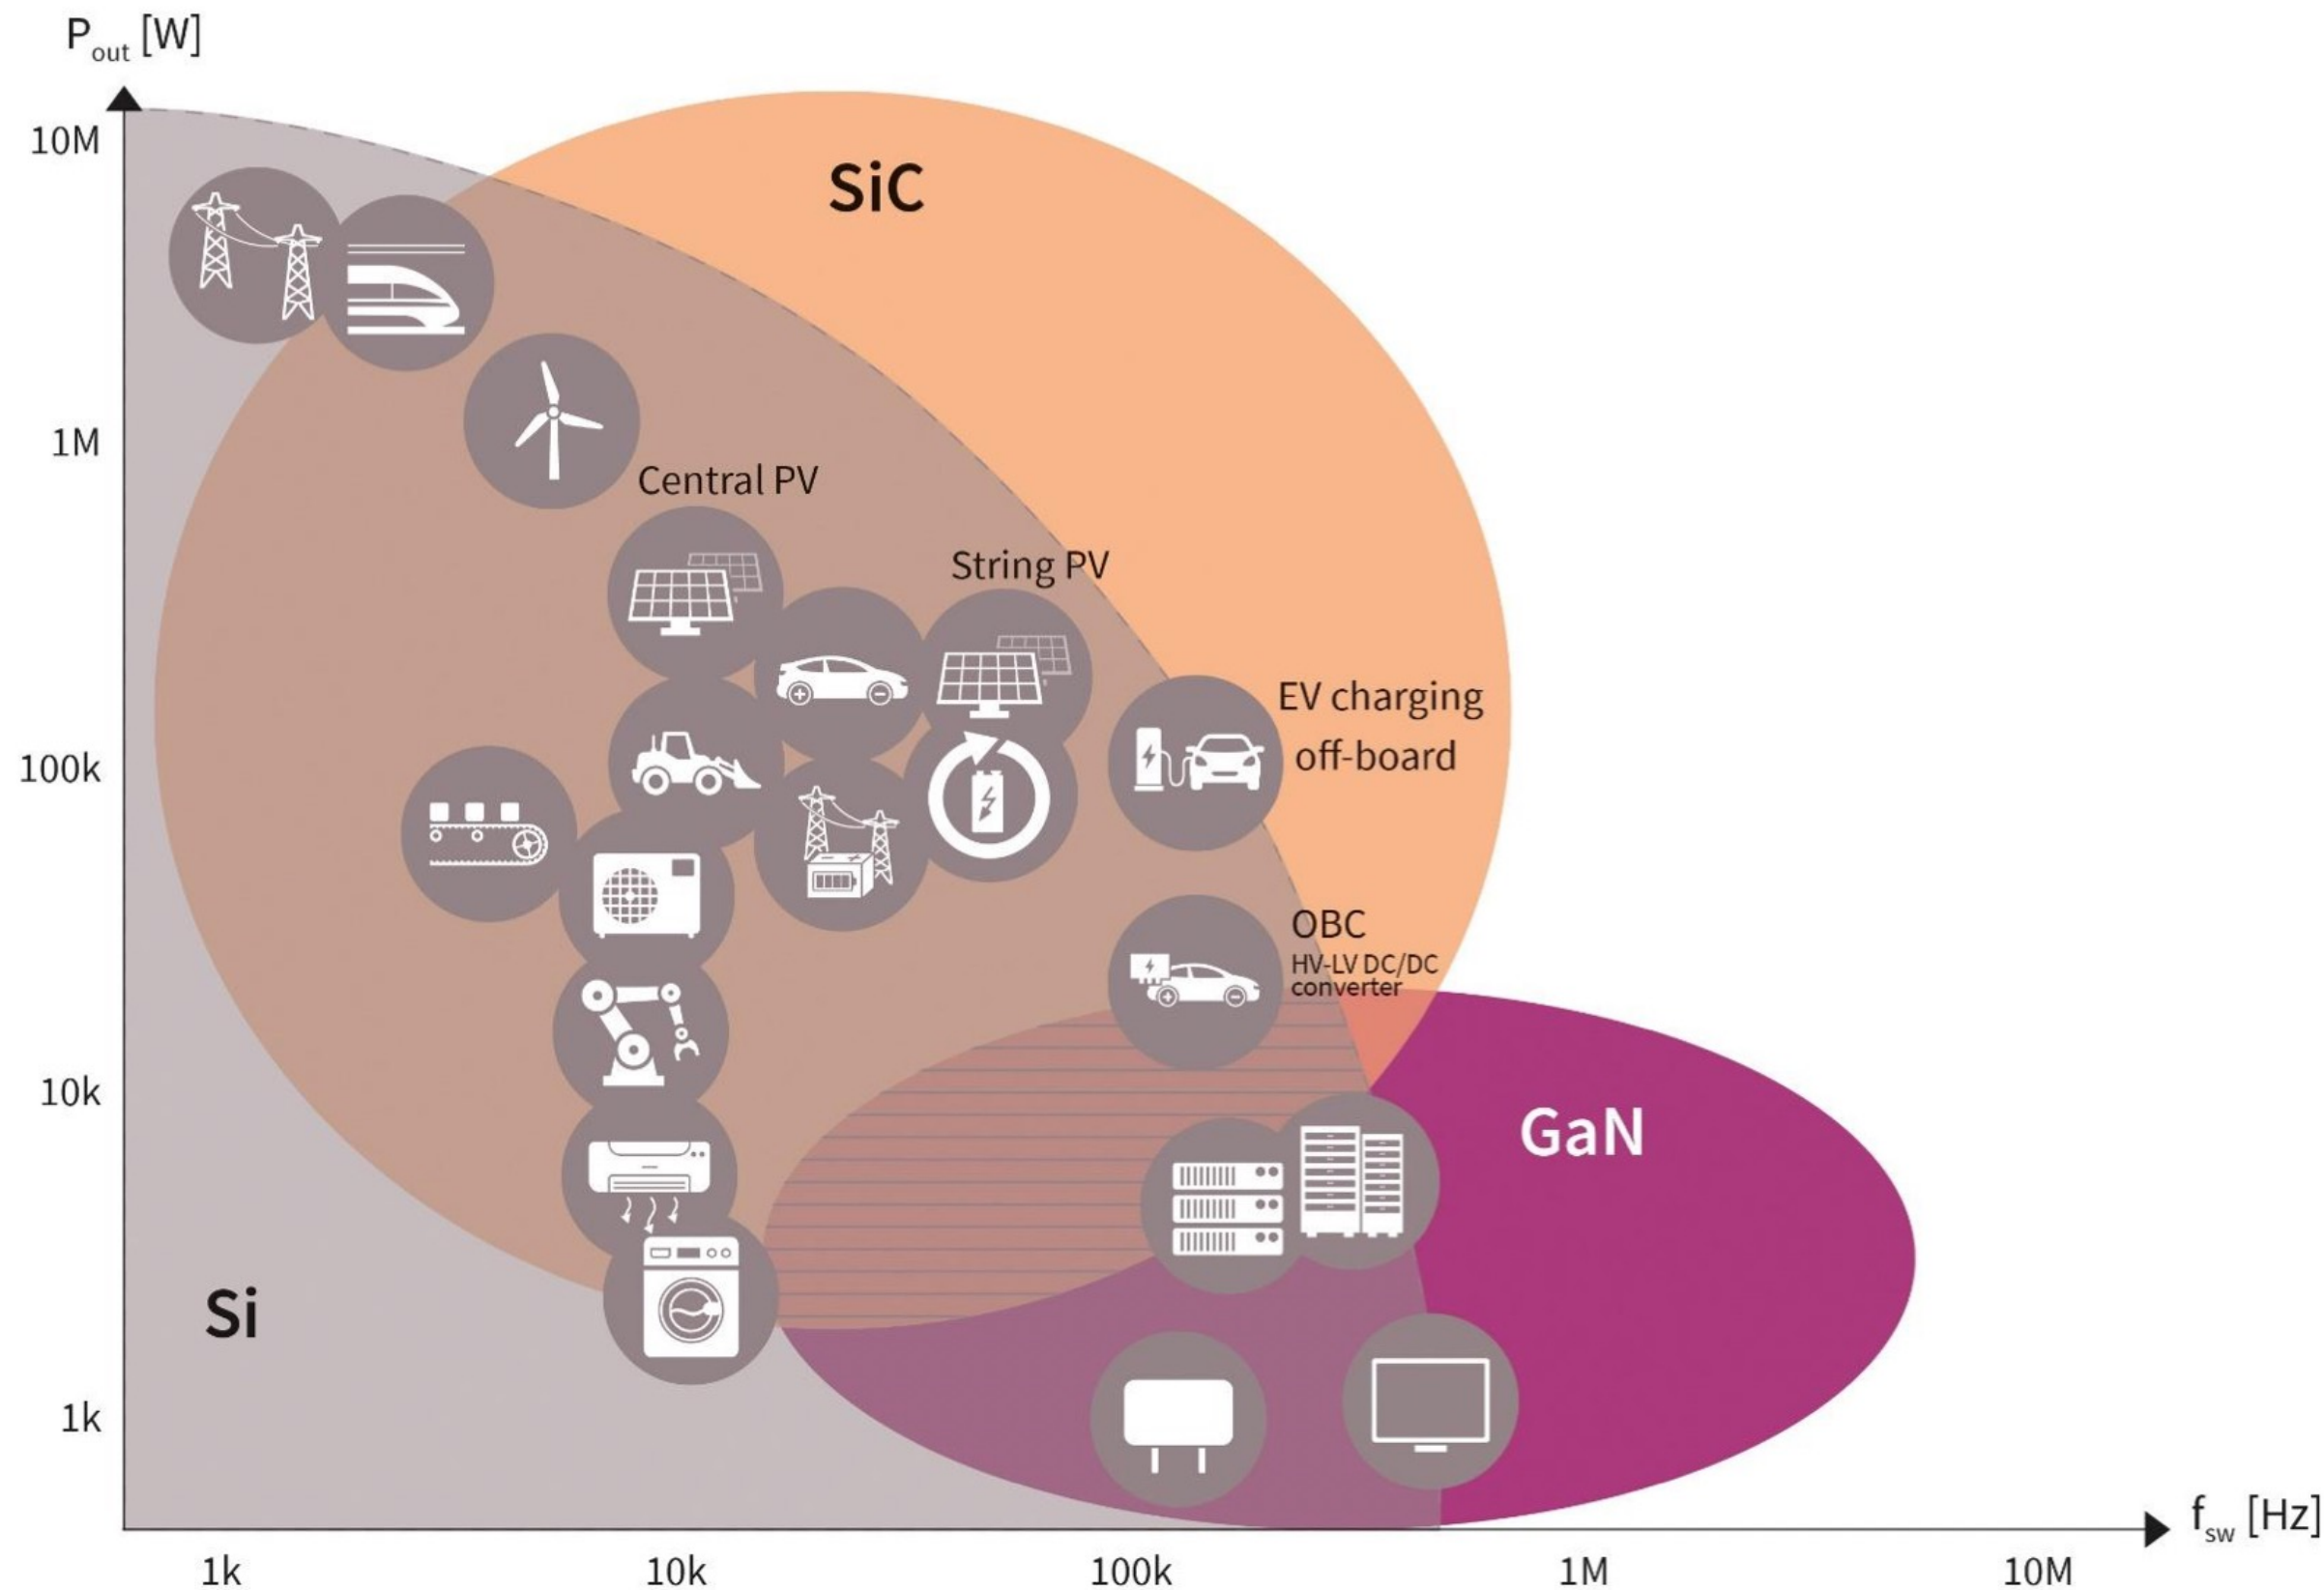 Pout [W]
10M
1M
100k
10k
1k
SiC
Central PV
String PV
EV charging
off-board
OBC
HV-LV DC/DC
converter
GaN
Si
fsw [Hz]
1k
10k
100k
1M
10M